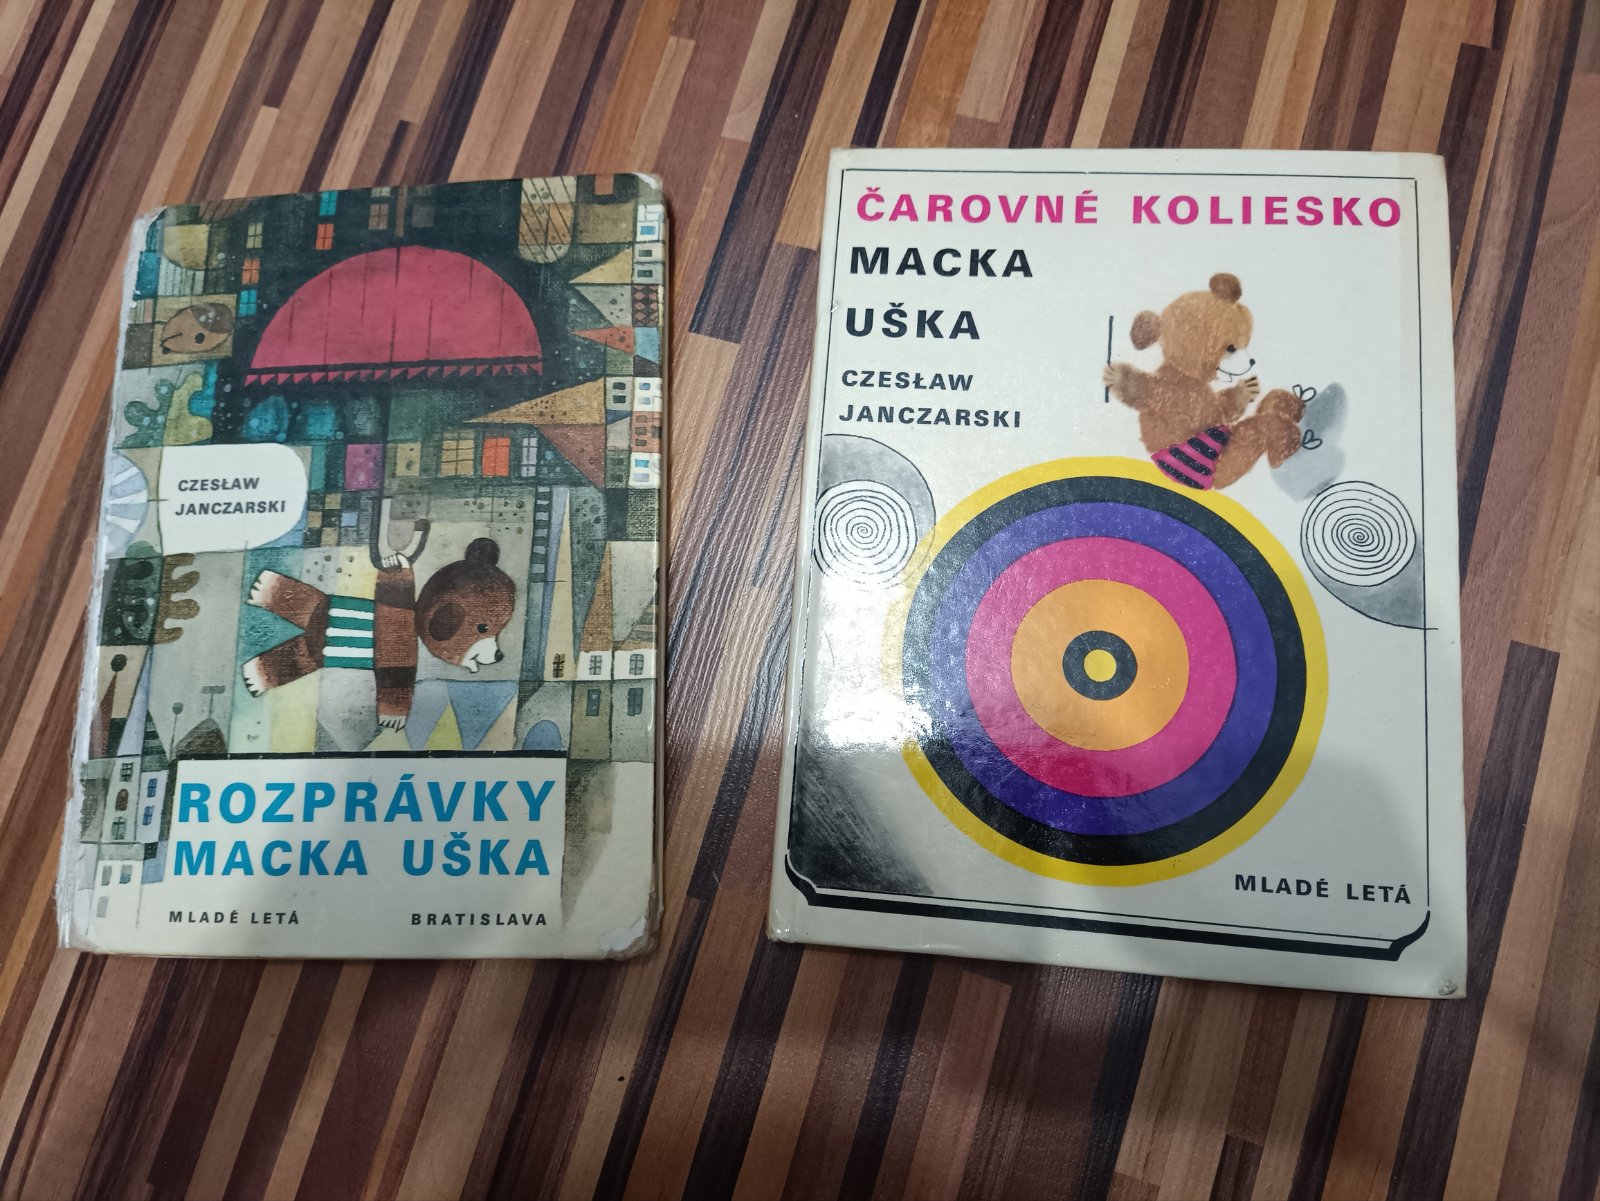 CZESŁAW
JANCZARSKI
ROZPRÁVKY
MACKA UŠKA
MLADÉ LETÁ BRATISLAVA
ČAROVNÉ KOLIESKO
MACKA
UŠKA
CZESŁAW
JANCZARSKI
MLADÉ LETÁ